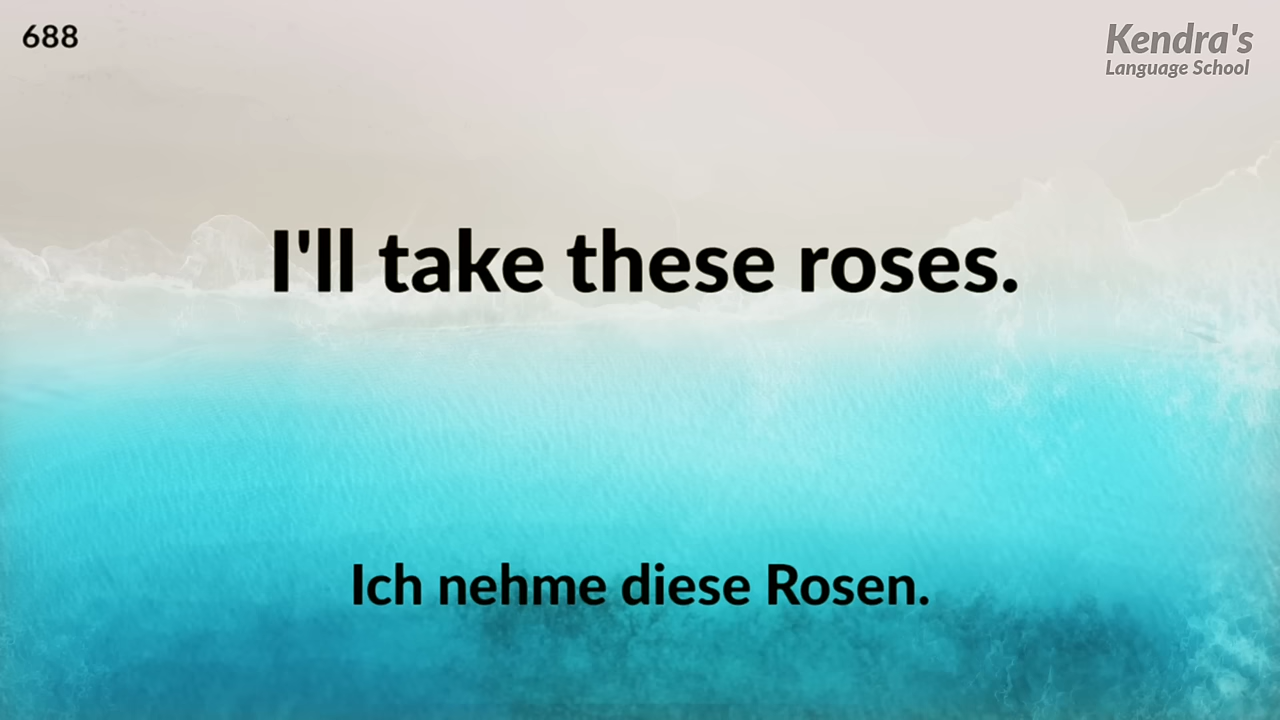 688
Kendra's
Language School
I'll take these roses.
Ich nehme diese Rosen.